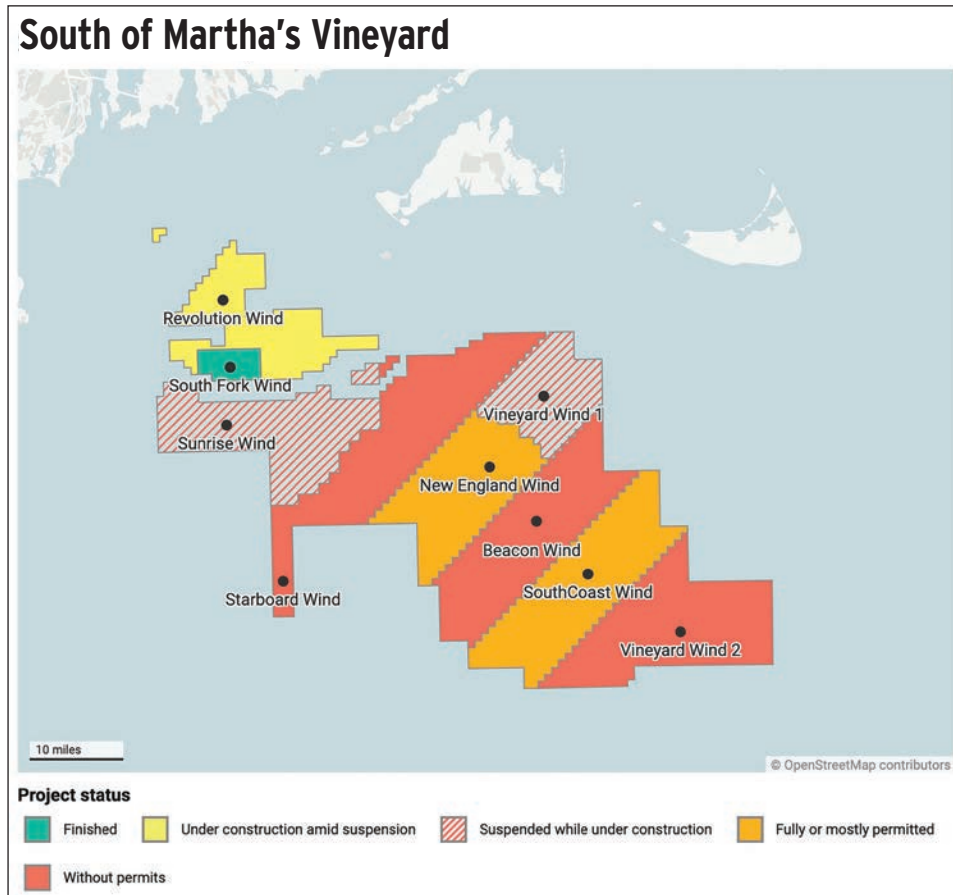 South of Martha's Vineyard
Revolution Wind
South Fork Wind
Vineyard Wind 1
Sunrise Wind
New England Wind
Beacon Wind
Starboard Wind
SouthCoast Wind
Vineyard Wind 2
10 miles
© OpenStreetMap contributors
Project status
Finished
Under construction amid suspension
Suspended while under construction
Fully or mostly permitted
Without permits